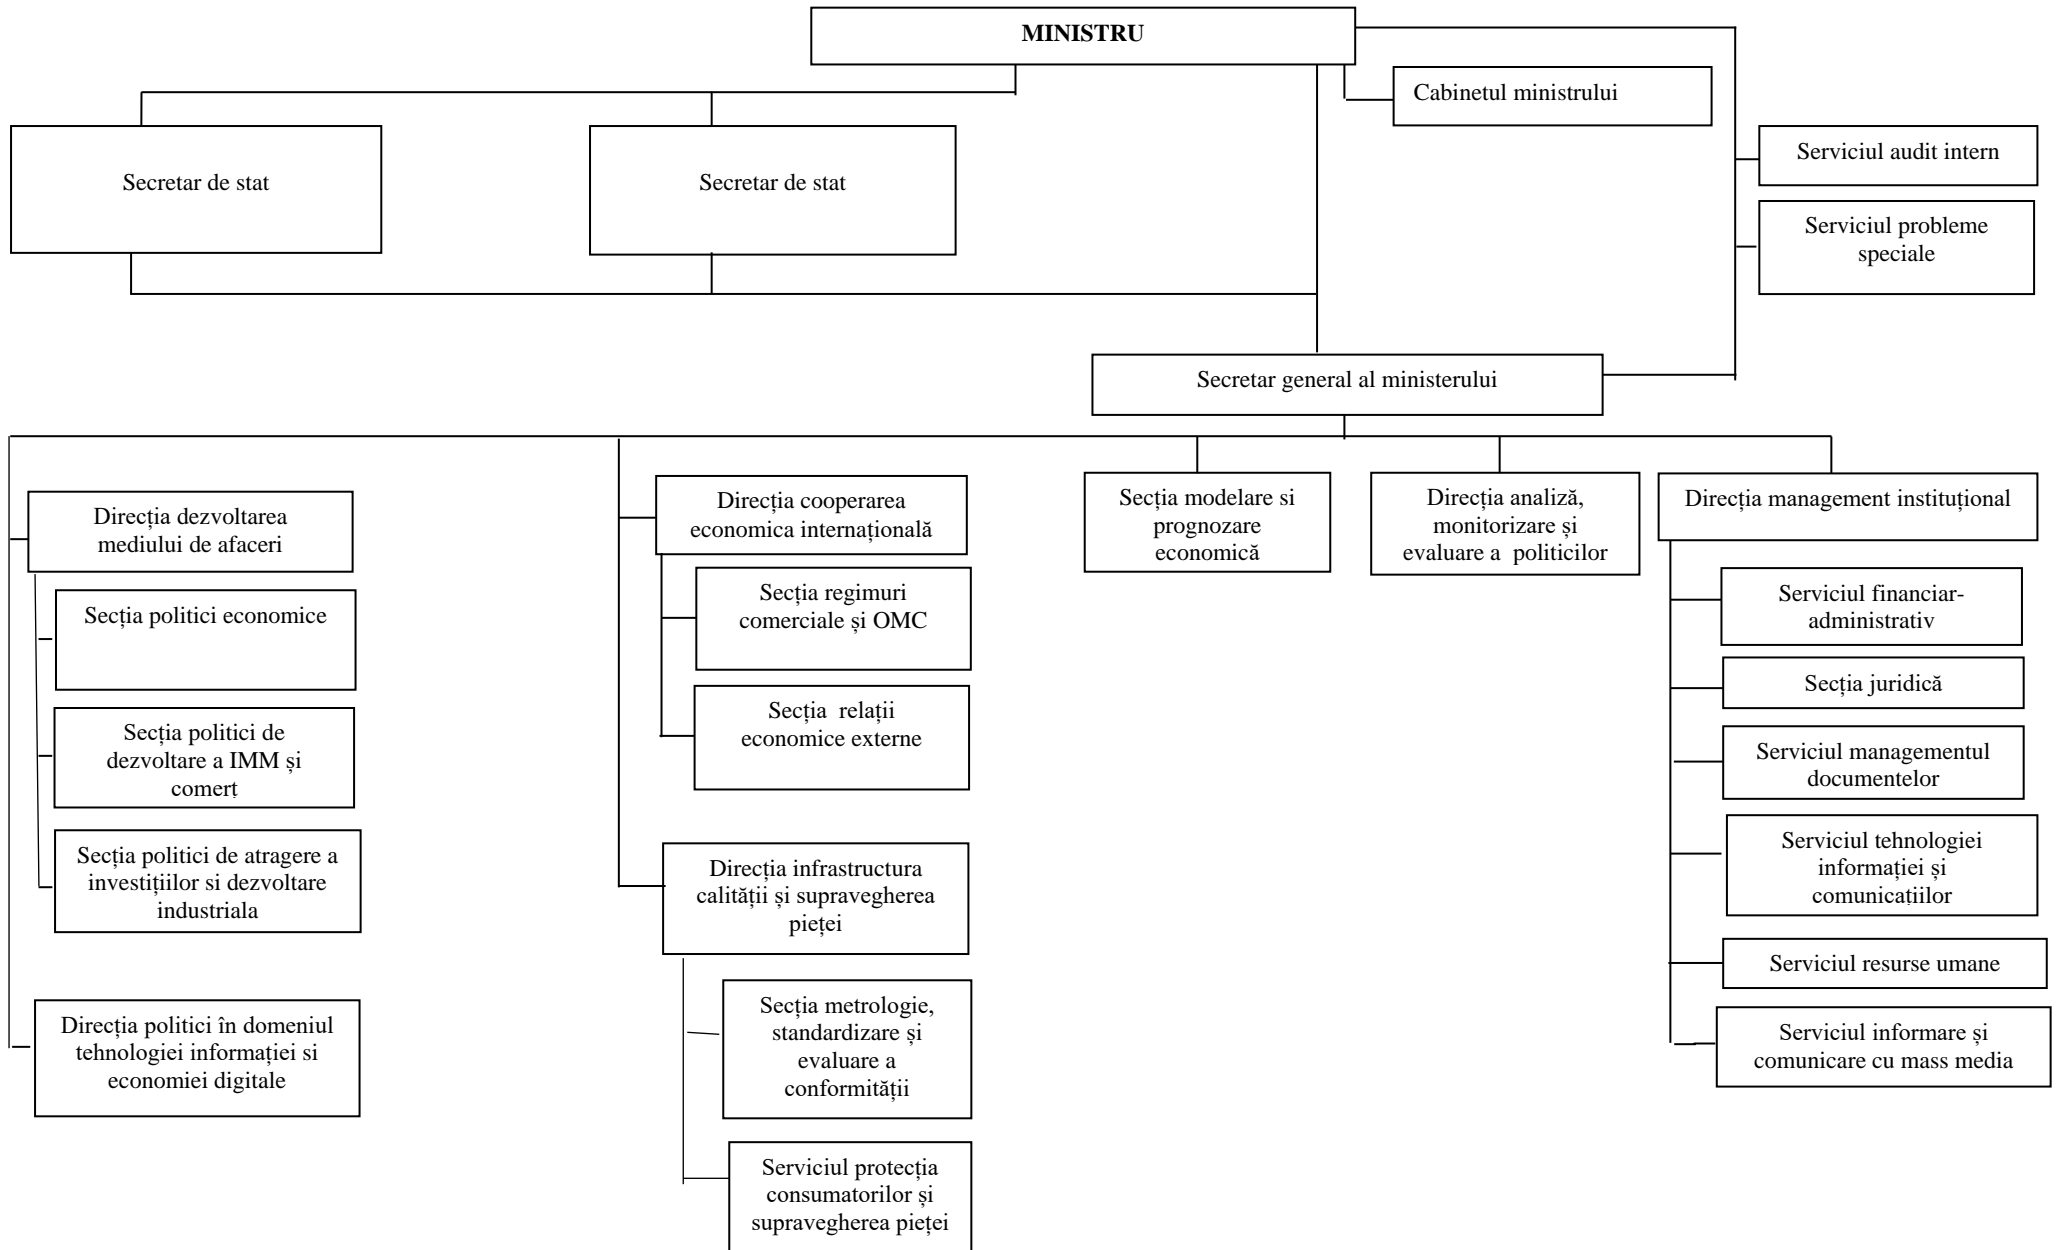 MINISTRU
Cabinetul ministrului
Secretar de stat
Secretar de stat
Serviciul audit intern
Serviciul probleme
speciale
Secretar general al ministerului
Direcția dezvoltarea
mediului de afaceri
Secția politici economice
Secția politici de
dezvoltare a IMM și
comerț
Secția politici de atragere a
investițiilor si dezvoltare
industriala
Direcția politici în domeniul
tehnologiei informației si
economiei digitale
Direcția cooperarea
economica internațională
Secția regimuri
comerciale și OMC
Secția relații
economice externe
Direcția infrastructura
calității și supravegherea
pieței
Secția metrologie,
standardizare și
evaluare a
conformității
Serviciul protecția
consumatorilor și
supravegherea pieței
Secția modelare si
prognozare
economică
Direcția analiză,
monitorizare și
evaluare a politicilor
Direcția management instituțional
Serviciul financiar-
administrativ
Secția juridică
Serviciul managementul
documentelor
Serviciul tehnologiei
informației și
comunicațiilor
Serviciul resurse umane
Serviciul informare și
comunicare cu mass media